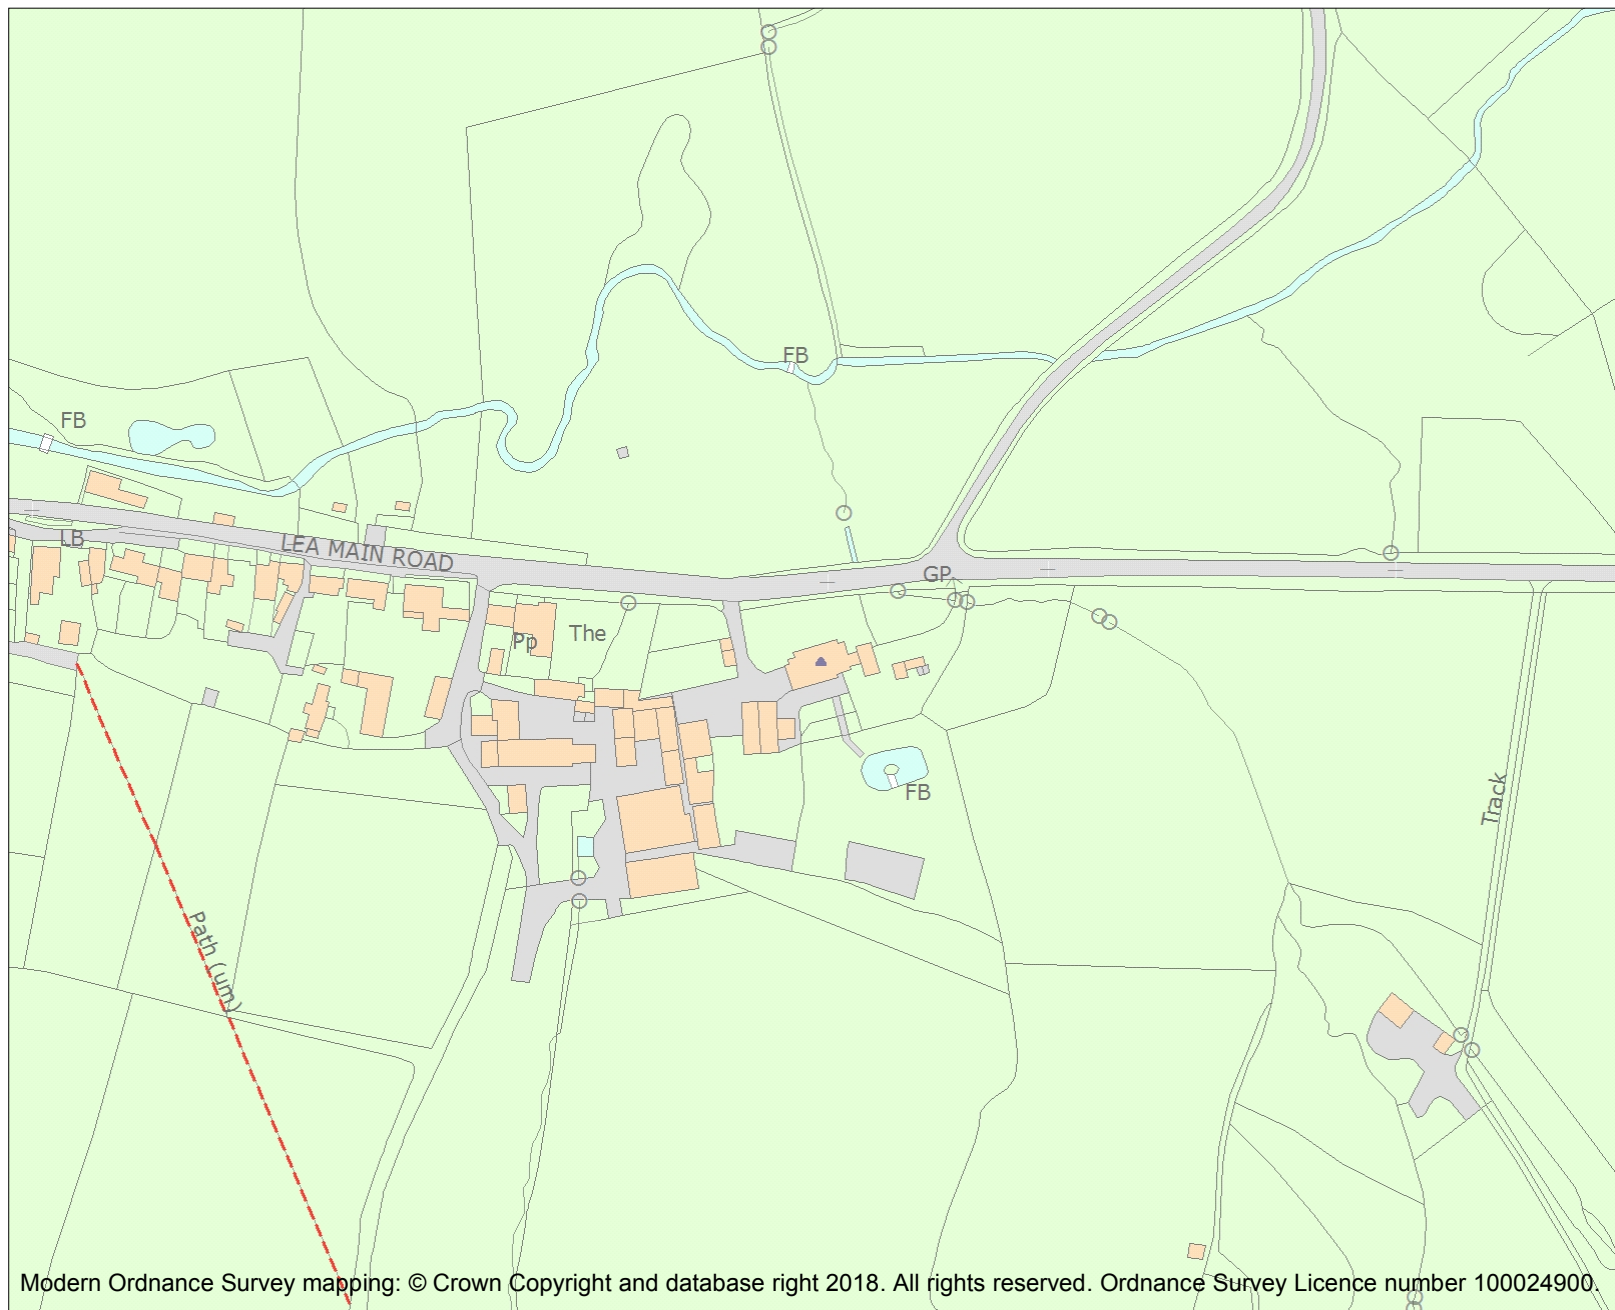 FB
FB
LB
LEA MAIN ROAD
GP
Pp
The
FB
Track
Path (um)
Modern Ordnance Survey mapping: © Crown Copyright and database right 2018. All rights reserved. Ordnance Survey Licence number 100024900.